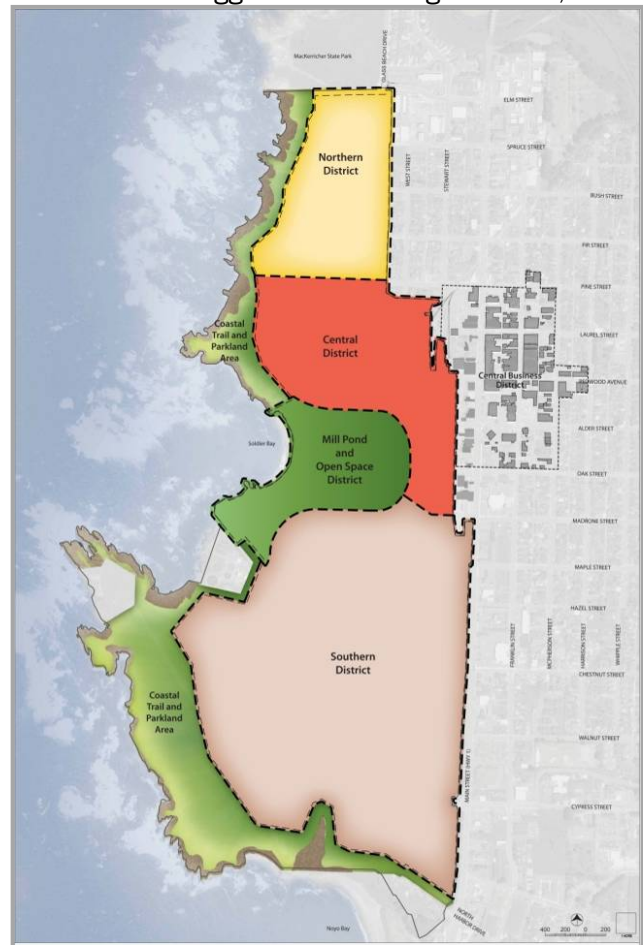 MacKerricher State Park
GLASS BEACH DRIVE
ELM STREET
Northern
District
SPRUCE STREET
WEST STREET
STEWART STREET
BUSH STREET
FIR STREET
PINE STREET
Coastal
Trail and
Parkland
Area
Central
District
LAUREL STREET
Central Business
District
REDWOOD AVENUE
Mill Pond
and
Open Space
District
Soldier Bay
ALDER STREET
OAK STREET
MADRONE STREET
MAPLE STREET
HAZEL STREET
FRANKLIN STREET
MCPHERSON STREET
HARRISON STREET
WHIPPLE STREET
Southern
District
CHESTNUT STREET
Coastal
Trail and
Parkland
Area
WALNUT STREET
MAIN STREET (HWY 1)
CYPRESS STREET
NORTH
HARBOR DRIVE
Noyo Bay
400 200 0 200